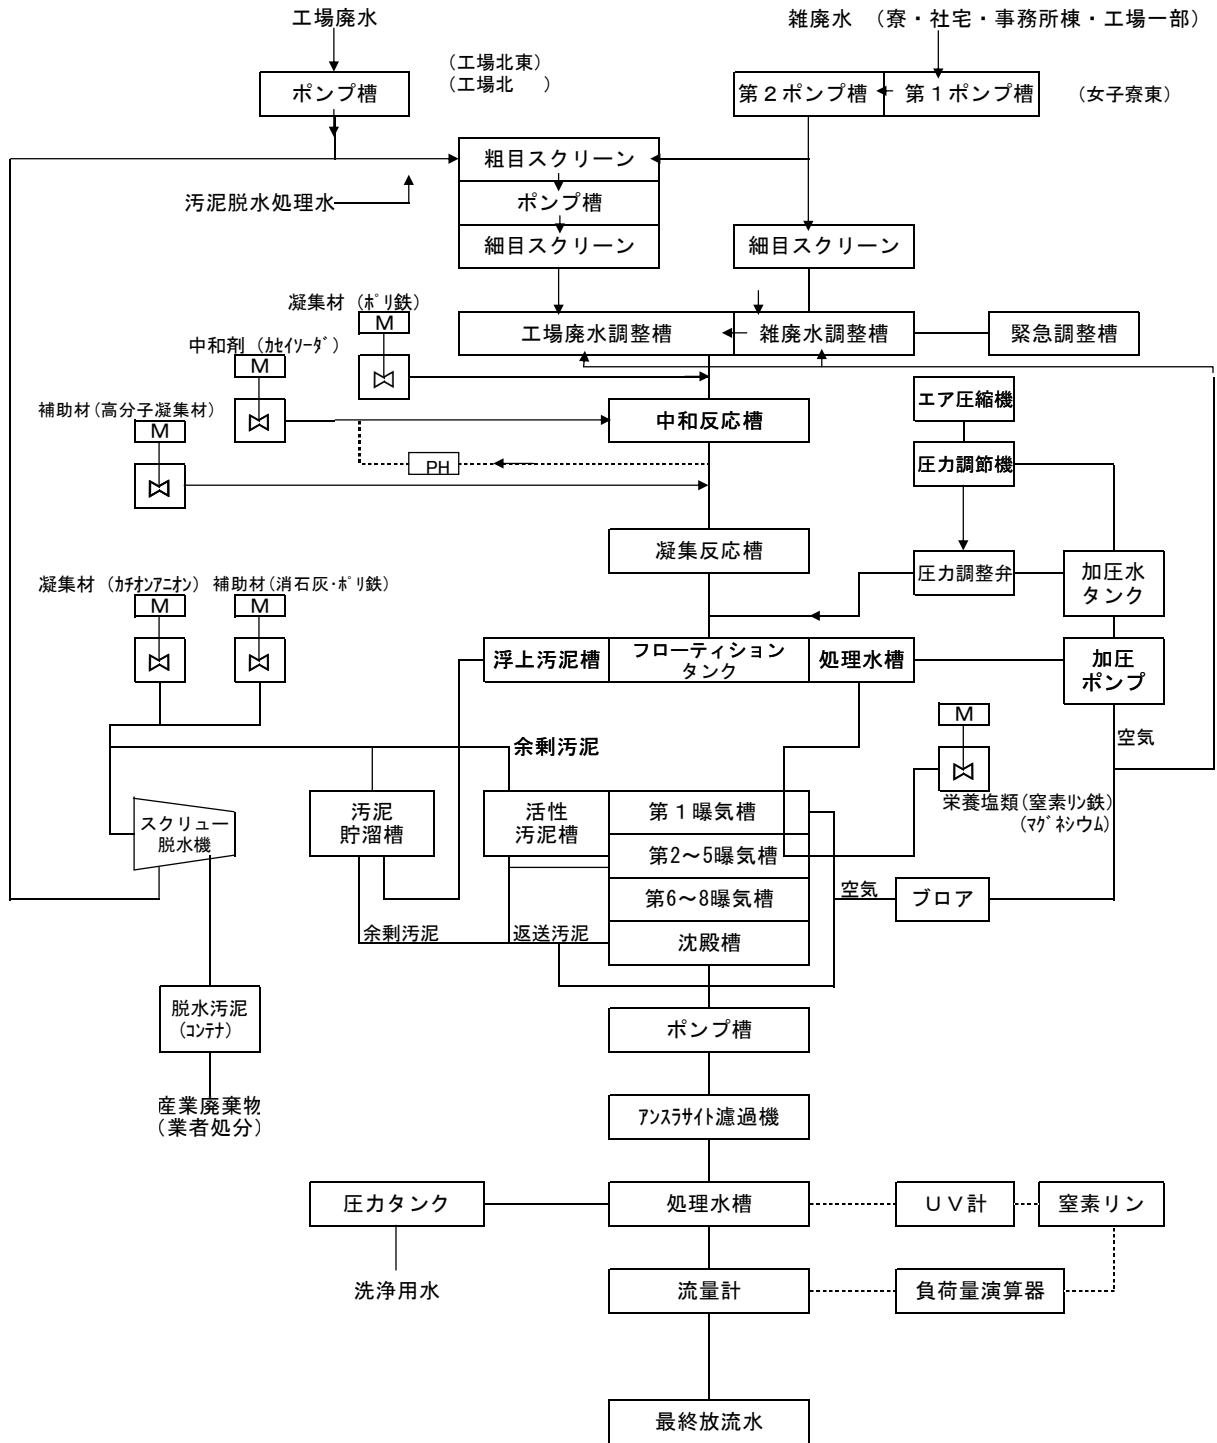 工場廃水
雑廃水 （寮・社宅・事務所棟・工場一部）
(工場北東)
(工場北 )
ポンプ槽
第２ポンプ槽
第１ポンプ槽
(女子寮東)
粗目スクリーン
汚泥脱水処理水
ポンプ槽
細目スクリーン
細目スクリーン
凝集材 (ﾎﾟﾘ鉄)
M
工場廃水調整槽
雑廃水調整槽
緊急調整槽
中和剤 (ｶｾｲｿｰﾀﾞ)
M
エア圧縮機
補助材(高分子凝集材)
M
中和反応槽
圧力調節機
PH
凝集反応槽
圧力調整弁
加圧水
タンク
凝集材 (ｶﾁｵﾝｱﾆｵﾝ)
補助材(消石灰･ﾎﾟﾘ鉄)
M
M
浮上汚泥槽
フローティション
タンク
処理水槽
加圧
ポンプ
M
空気
余剰汚泥
栄養塩類(窒素リン鉄)
(ﾏｸﾞﾈｼｳﾑ)
スクリュー
脱水機
汚泥
貯溜槽
活性
汚泥槽
第１曝気槽
第2～5曝気槽
第6～8曝気槽
空気
ブロア
余剰汚泥
返送汚泥
沈殿槽
脱水汚泥
(ｺﾝﾃﾅ)
ポンプ槽
産業廃棄物
(業者処分)
ｱﾝｽﾗｻｲﾄ濾過機
圧力タンク
処理水槽
ＵＶ計
窒素リン
洗浄用水
流量計
負荷量演算器
最終放流水